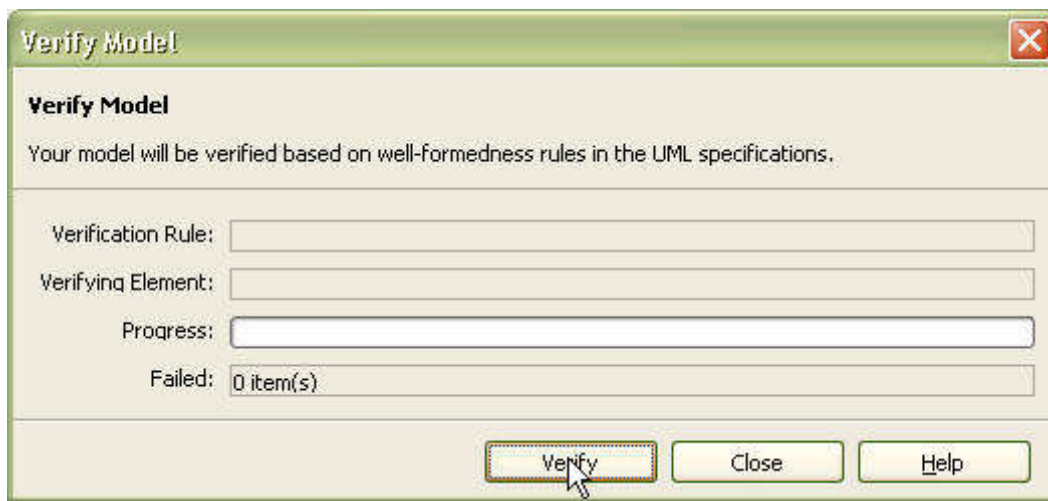 Verify Model
Verify Model
Your model will be verified based on well-formedness rules in the UML specifications.
Verification Rule:
Verifying Element:
Progress:
Failed: 0 item(s)
Verify Close Help